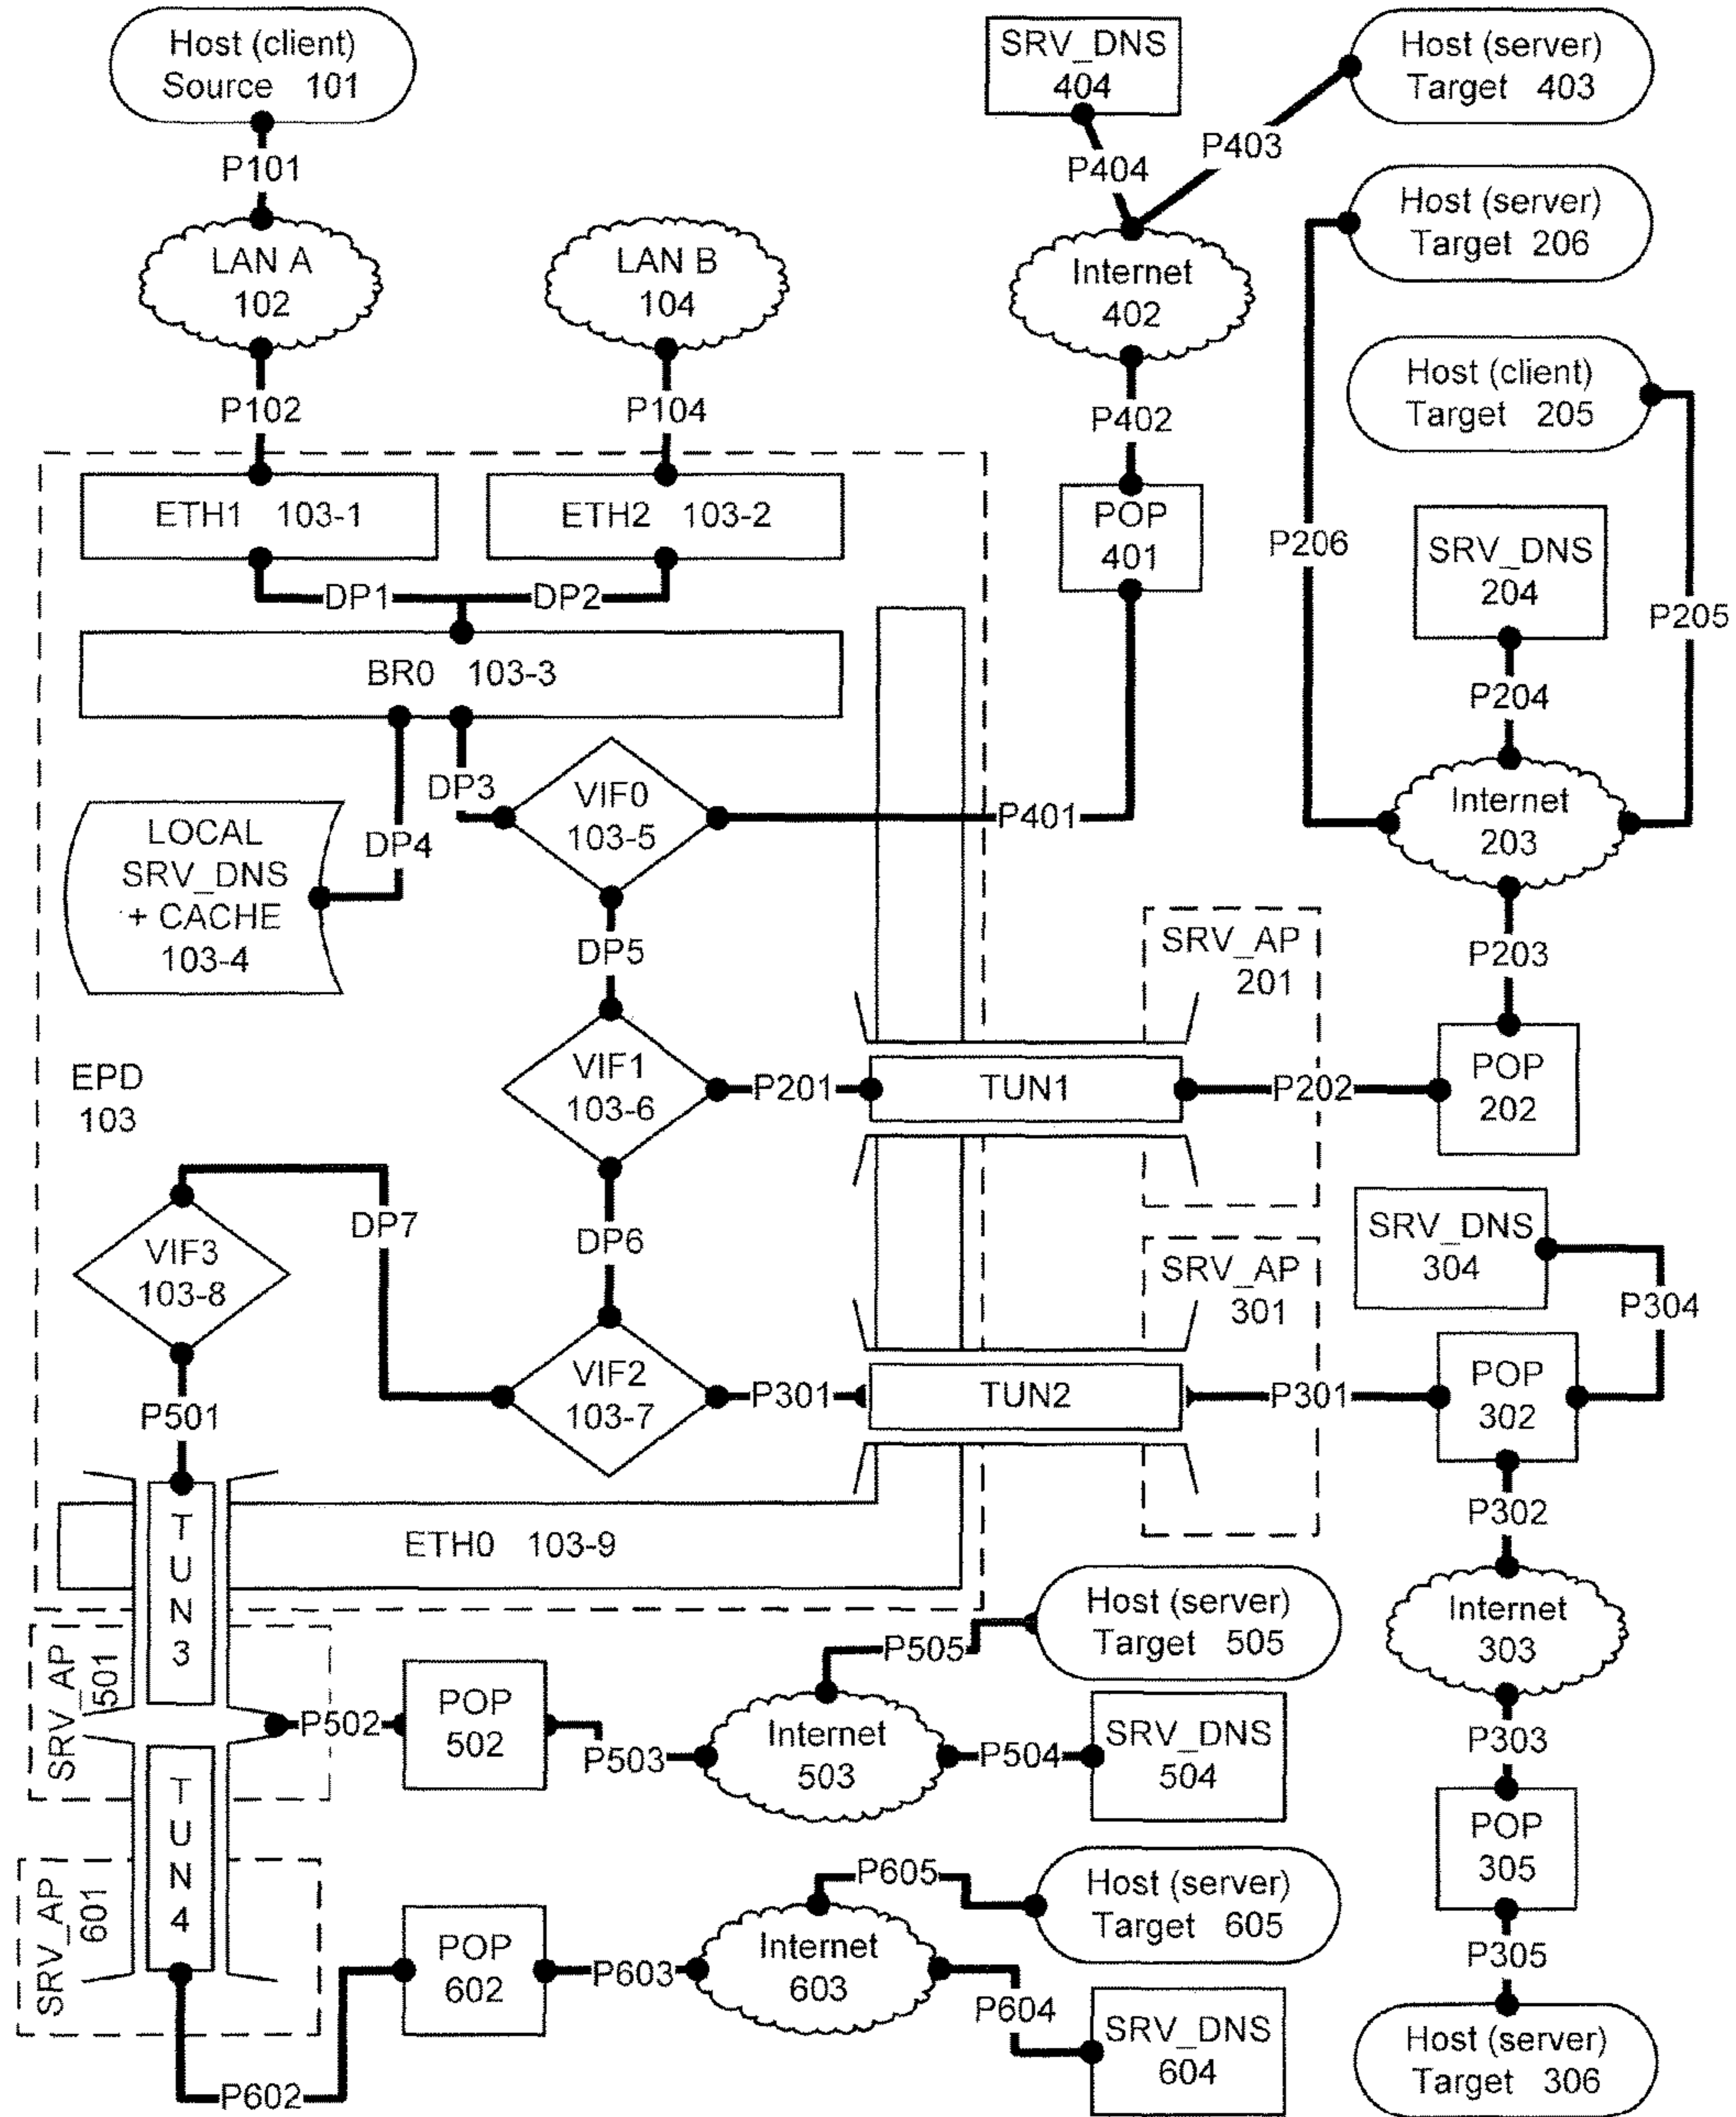 Host (client)
Source 101
P101
LAN A
102
P102
LAN B
104
P104
SRV_DNS
404
P404
P403
Host (server)
Target 403
Internet
402
P402
POP
401
P401
Host (server)
Target 206
P206
Host (client)
Target 205
P205
SRV_DNS
204
P204
Internet
203
P203
ETH1 103-1
ETH2 103-2
DP1
DP2
BR0 103-3
DP3
DP4
LOCAL
SRV_DNS
+ CACHE
103-4
VIF0
103-5
DP5
EPD
103
VIF1
103-6
P201
TUN1
SRV_AP
201
P202
POP
202
DP6
DP7
VIF3
103-8
P501
VIF2
103-7
P301
TUN2
SRV_AP
301
P301
SRV_DNS
304
P304
POP
302
P302
Internet
303
P303
POP
305
P305
Host (server)
Target 306
ETH0 103-9
TUN3
SRV_AP
501
P502
POP
502
P503
Internet
503
P505
Host (server)
Target 505
P504
SRV_DNS
504
TUN4
SRV_AP
601
P602
POP
602
P603
Internet
603
P605
Host (server)
Target 605
P604
SRV_DNS
604